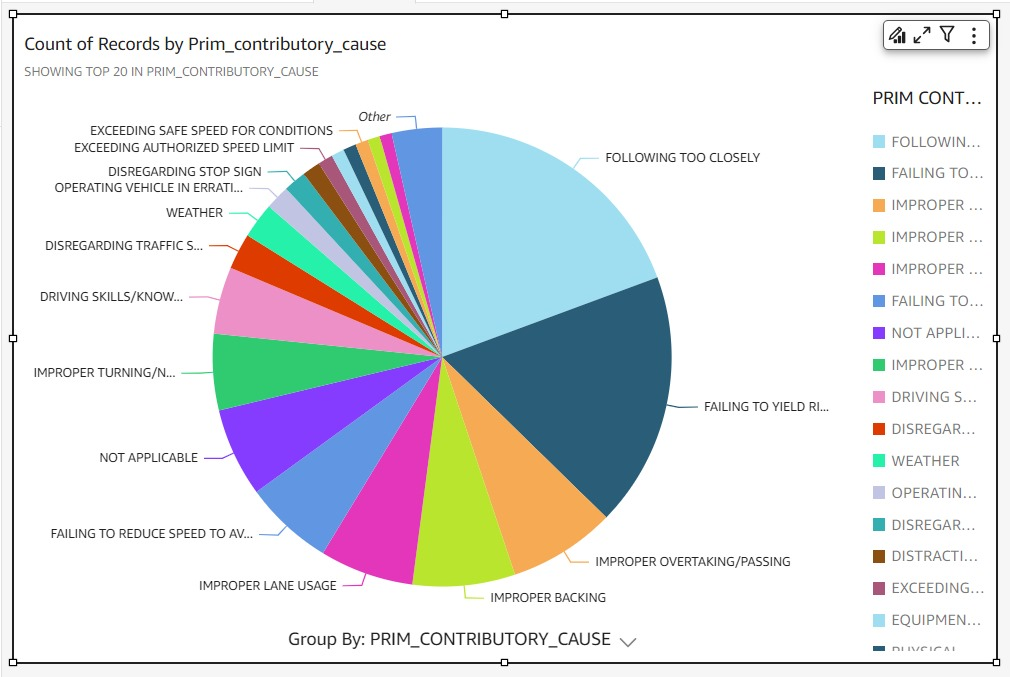 Count of Records by Prim_contributory_cause
SHOWING TOP 20 IN PRIM_CONTRIBUTORY_CAUSE
Other
EXCEEDING SAFE SPEED FOR CONDITIONS
EXCEEDING AUTHORIZED SPEED LIMIT
DISREGARDING STOP SIGN
OPERATING VEHICLE IN ERRATI...
WEATHER
DISREGARDING TRAFFIC S...
DRIVING SKILLS/KNOW...
IMPROPER TURNING/N...
NOT APPLICABLE
FAILING TO REDUCE SPEED TO AV...
IMPROPER LANE USAGE
IMPROPER BACKING
IMPROPER OVERTAKING/PASSING
FAILING TO YIELD RI...
FOLLOWING TOO CLOSELY
Group By: PRIM_CONTRIBUTORY_CAUSE
PRIM CONT...
FOLLOWIN...
FAILING TO...
IMPROPER ...
IMPROPER ...
IMPROPER ...
FAILING TO...
NOT APPLI...
IMPROPER ...
DRIVING S...
DISREGAR...
WEATHER
OPERATIN...
DISREGAR...
DISTRACTI...
EXCEEDING...
EQUIPMEN...
PHYSICAL